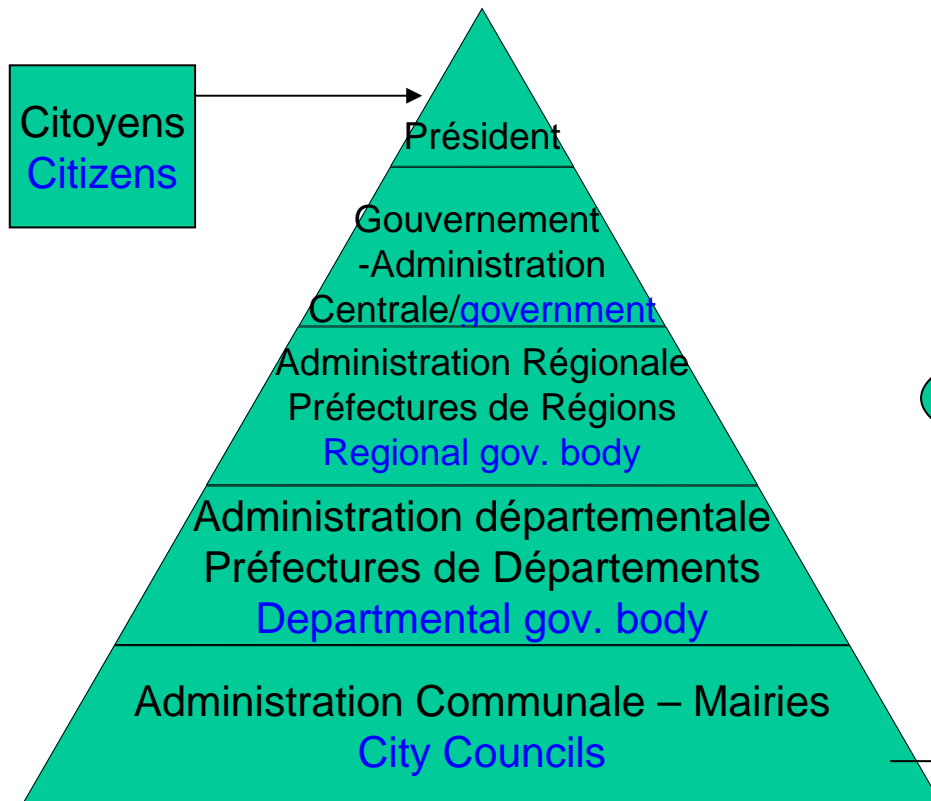 Citoyens
Citizens
Président
Gouvernement
-Administration
Centrale/government
Administration Régionale
Préfectures de Régions
Regional gov. body
Administration départementale
Préfectures de Départements
Departmental gov. body
Administration Communale – Mairies
City Councils